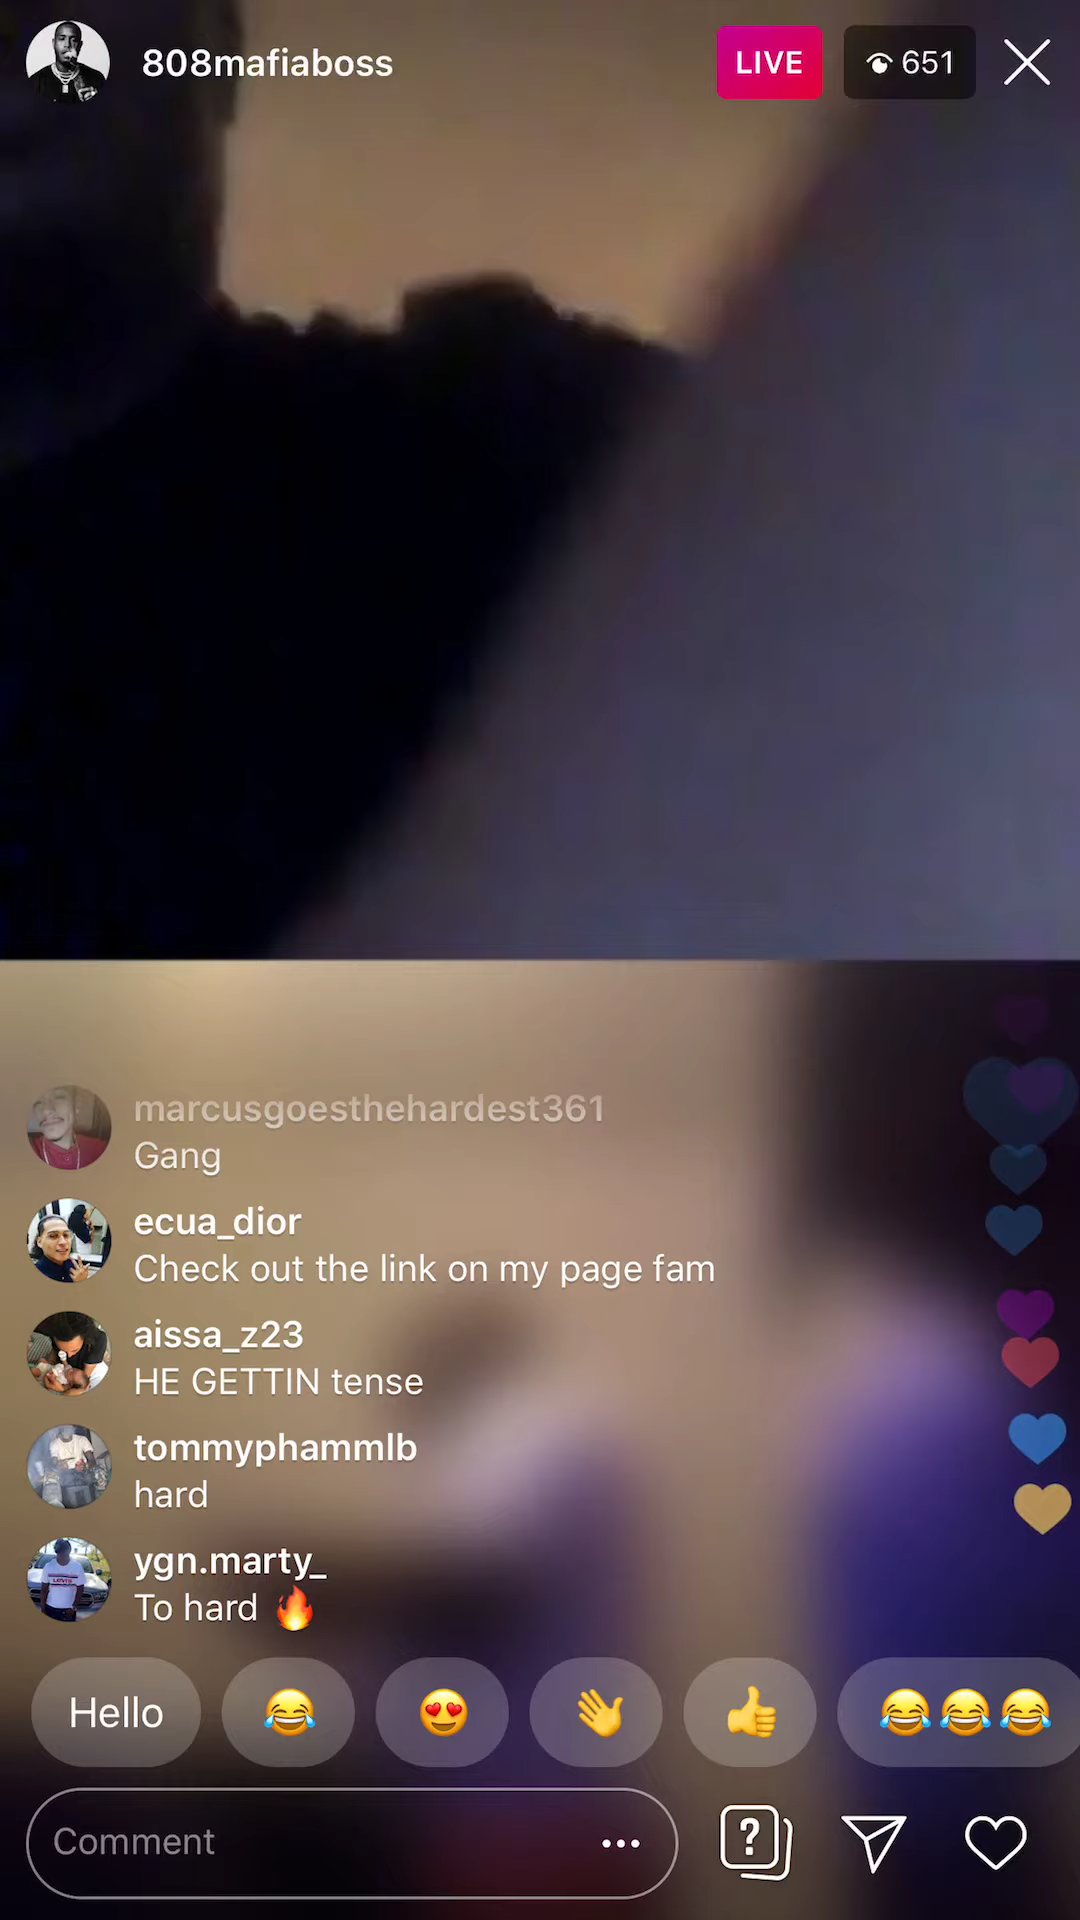 808mafiaboss
LIVE
651
marcusgoesthehardest361
Gang
ecua_dior
Check out the link on my page fam
aissa_z23
HE GETTIN tense
tommyphammlb
hard
ygn.marty_
To hard 🔥
Hello
😂
😍
👋
👍
😂😂😂
Comment
?